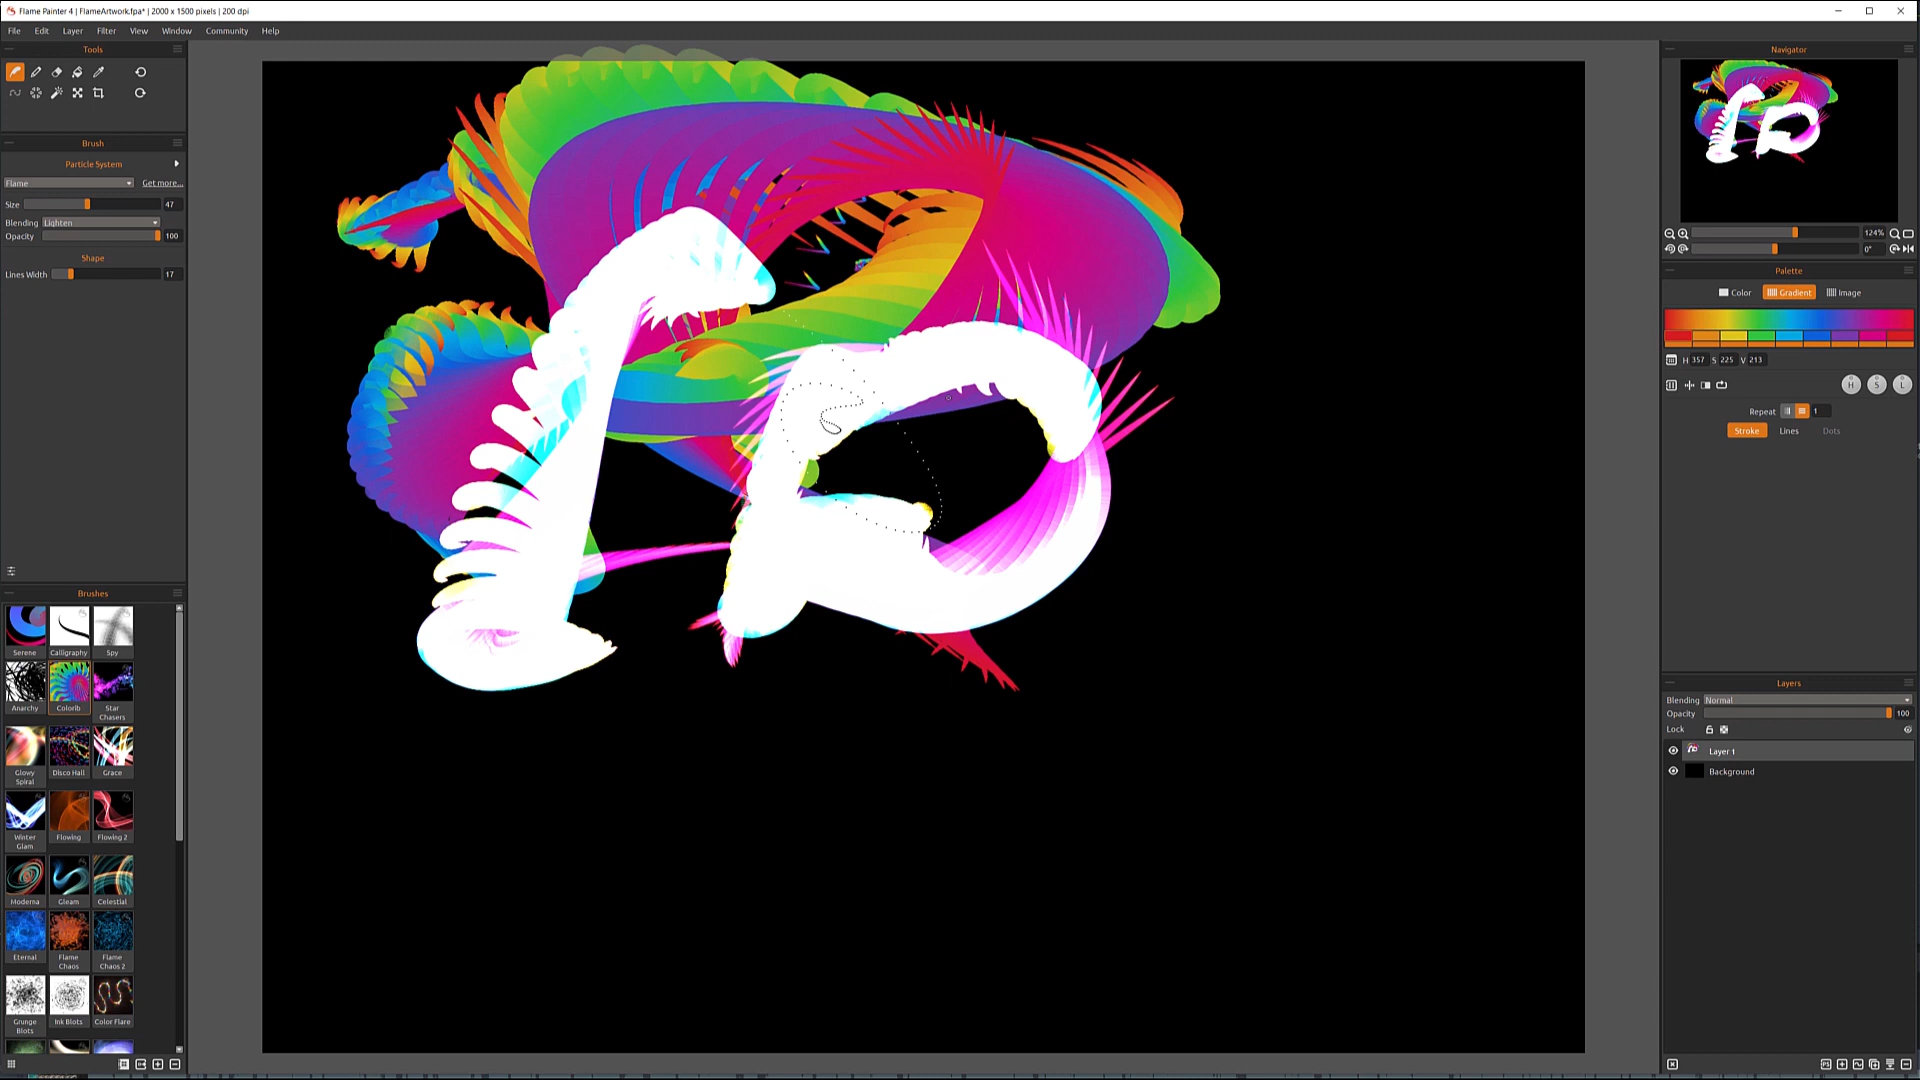 Flame Painter 4 | FlameArtwork.fpa* | 2000 x 1500 pixels | 200 dpi
File Edit Layer Filter View Window Community Help
Tools
Brush
Particle System
Flame Get more...
Size 47
Blending Lighten
Opacity 100
Shape
Lines Width 17
Brushes
Serene Calligraphy Spy
Anarchy Colorib Star Chasers
Glowy Spiral Disco Hall Grace
Winter Glam Flowing Flowing 2
Moderna Gleam Celestial
Eternal Flame Chaos Flame Chaos 2
Grunge Blots Ink Blots Color Flare
Navigator
124%
0°
Palette
Color Gradient Image
H 357 S 225 V 213
H S L
Repeat 1
Stroke Lines Dots
Layers
Blending Normal
Opacity 100
Lock
Layer 1
Background